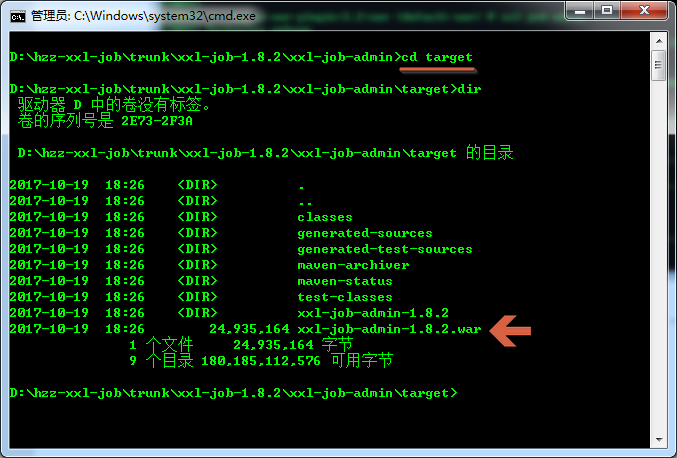 管理员: C:\Windows\system32\cmd.exe
D:\hzz-xxl-job\trunk\xxl-job-1.8.2\xxl-job-admin>cd target
D:\hzz-xxl-job\trunk\xxl-job-1.8.2\xxl-job-admin\target>dir
驱动器 D 中的卷没有标签。
卷的序列号是 2E73-2F3A
D:\hzz-xxl-job\trunk\xxl-job-1.8.2\xxl-job-admin\target 的目录
2017-10-19  18:26    <DIR>          .
2017-10-19  18:26    <DIR>          ..
2017-10-19  18:26    <DIR>          classes
2017-10-19  18:26    <DIR>          generated-sources
2017-10-19  18:26    <DIR>          generated-test-sources
2017-10-19  18:26    <DIR>          maven-archiver
2017-10-19  18:26    <DIR>          maven-status
2017-10-19  18:26    <DIR>          test-classes
2017-10-19  18:26    <DIR>          xxl-job-admin-1.8.2
2017-10-19  18:26        24,935,164 xxl-job-admin-1.8.2.war
1 个文件     24,935,164 字节
9 个目录 180,185,112,576 可用字节
D:\hzz-xxl-job\trunk\xxl-job-1.8.2\xxl-job-admin\target>